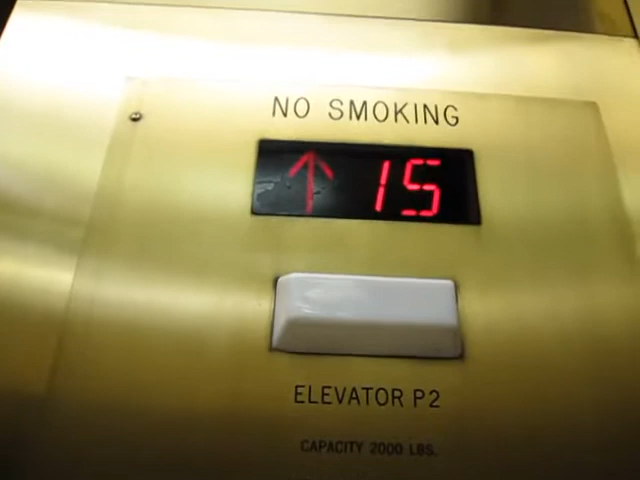 NO SMOKING
↑ 15
ELEVATOR P2
CAPACITY 2000 LBS.